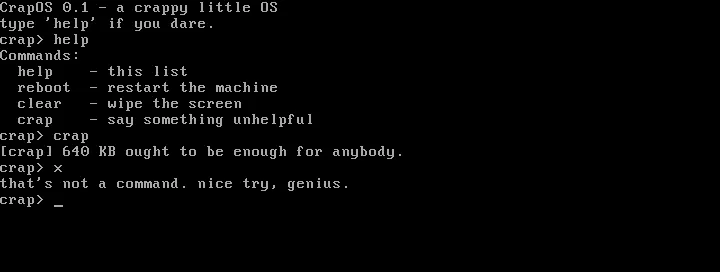 CrapOS 0.1 - a crappy little OS
type 'help' if you dare.
crap> help
Commands:
  help    - this list
  reboot  - restart the machine
  clear   - wipe the screen
  crap    - say something unhelpful
crap> crap
[crap] 640 KB ought to be enough for anybody.
crap> x
that's not a command. nice try, genius.
crap> _